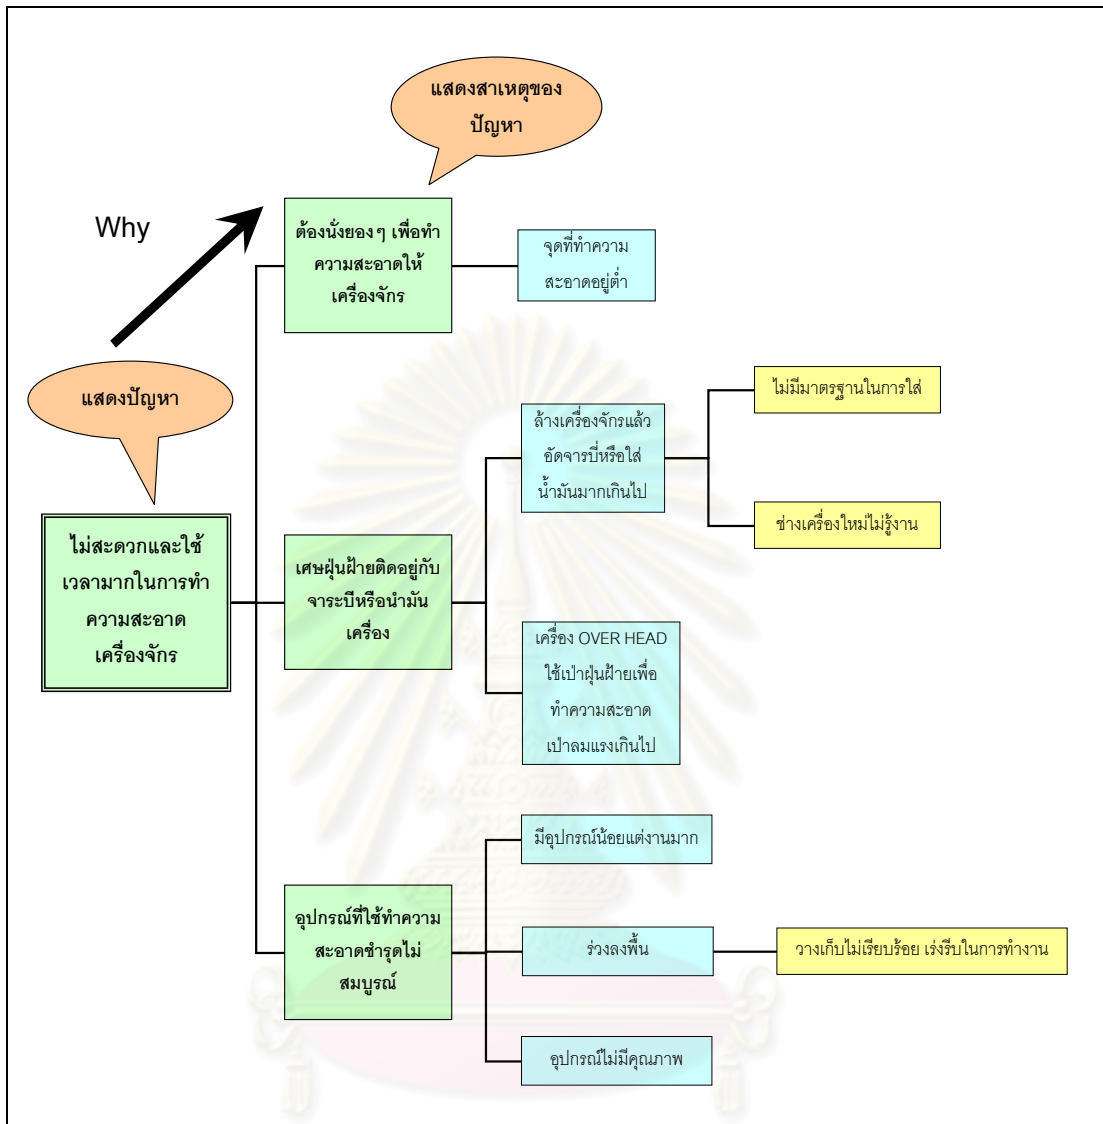 แสดงสาเหตุของ
ปัญหา
Why
ต้องนั่งยองๆ เพื่อทำ
ความสะอาดให้
เครื่องจักร
จุดที่ทำความ
สะอาดอยู่ต่ำ
แสดงปัญหา
ไม่มีมาตรฐานในการใส่
ล้างเครื่องจักรแล้ว
อัดจารบี่หรือใส่
น้ำมันมากเกินไป
ช่างเครื่องใหม่ไม่รู้งาน
ไม่สะดวกและใช้
เวลามากในการทำ
ความสะอาด
เครื่องจักร
เศษฝุ่นฝ้ายติดอยู่กับ
จาระบีหรือนำมัน
เครื่อง
เครื่อง OVER HEAD
ใช้เป่าฝุ่นฝ้ายเพื่อ
ทำความสะอาด
เป่าลมแรงเกินไป
มีอุปกรณ์น้อยแต่งานมาก
อุปกรณ์ที่ใช้ทำความ
สะอาดชำรุดไม่
สมบูรณ์
ร่วงลงพื้น
วางเก็บไม่เรียบร้อย เร่งรีบในการทำงาน
อุปกรณ์ไม่มีคุณภาพ